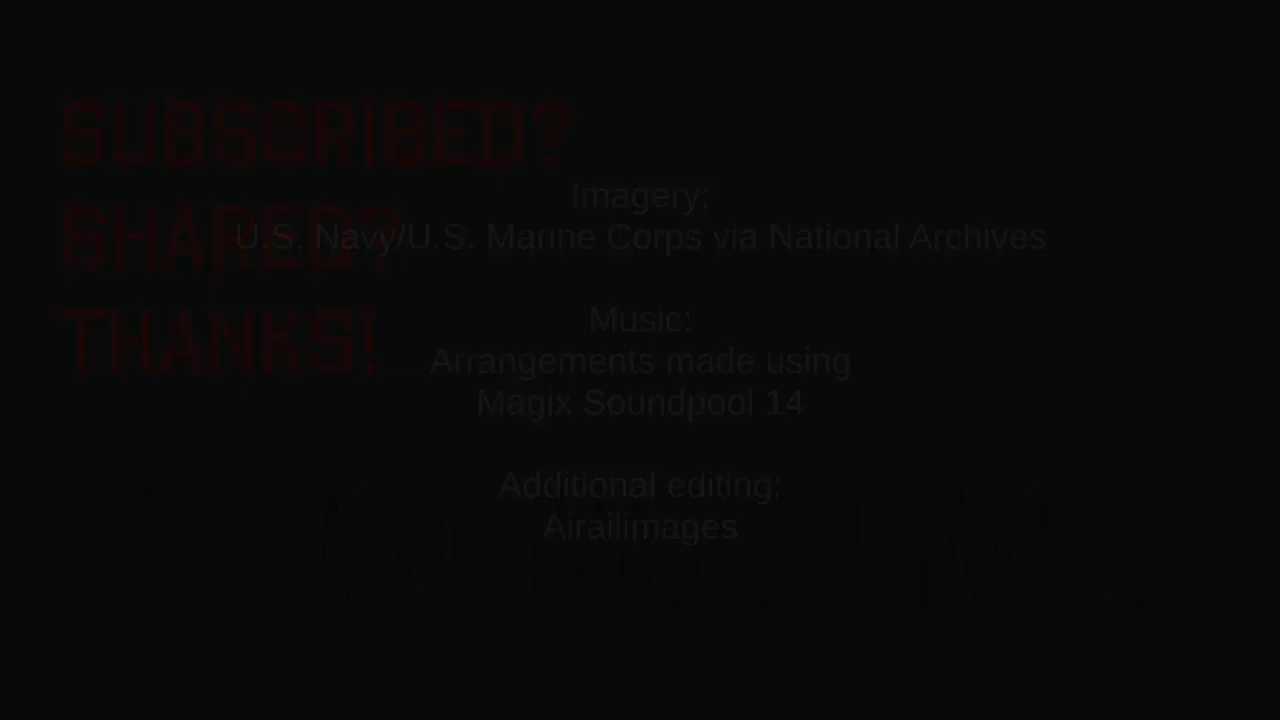 SUBSCRIBED?
SHARED?
THANKS!
Imagery:
U.S. Navy/U.S. Marine Corps via National Archives
Music:
Arrangements made using
Magix Soundpool 14
Additional editing:
Airailimages
THE AIRAILIMAGES CHANNEL